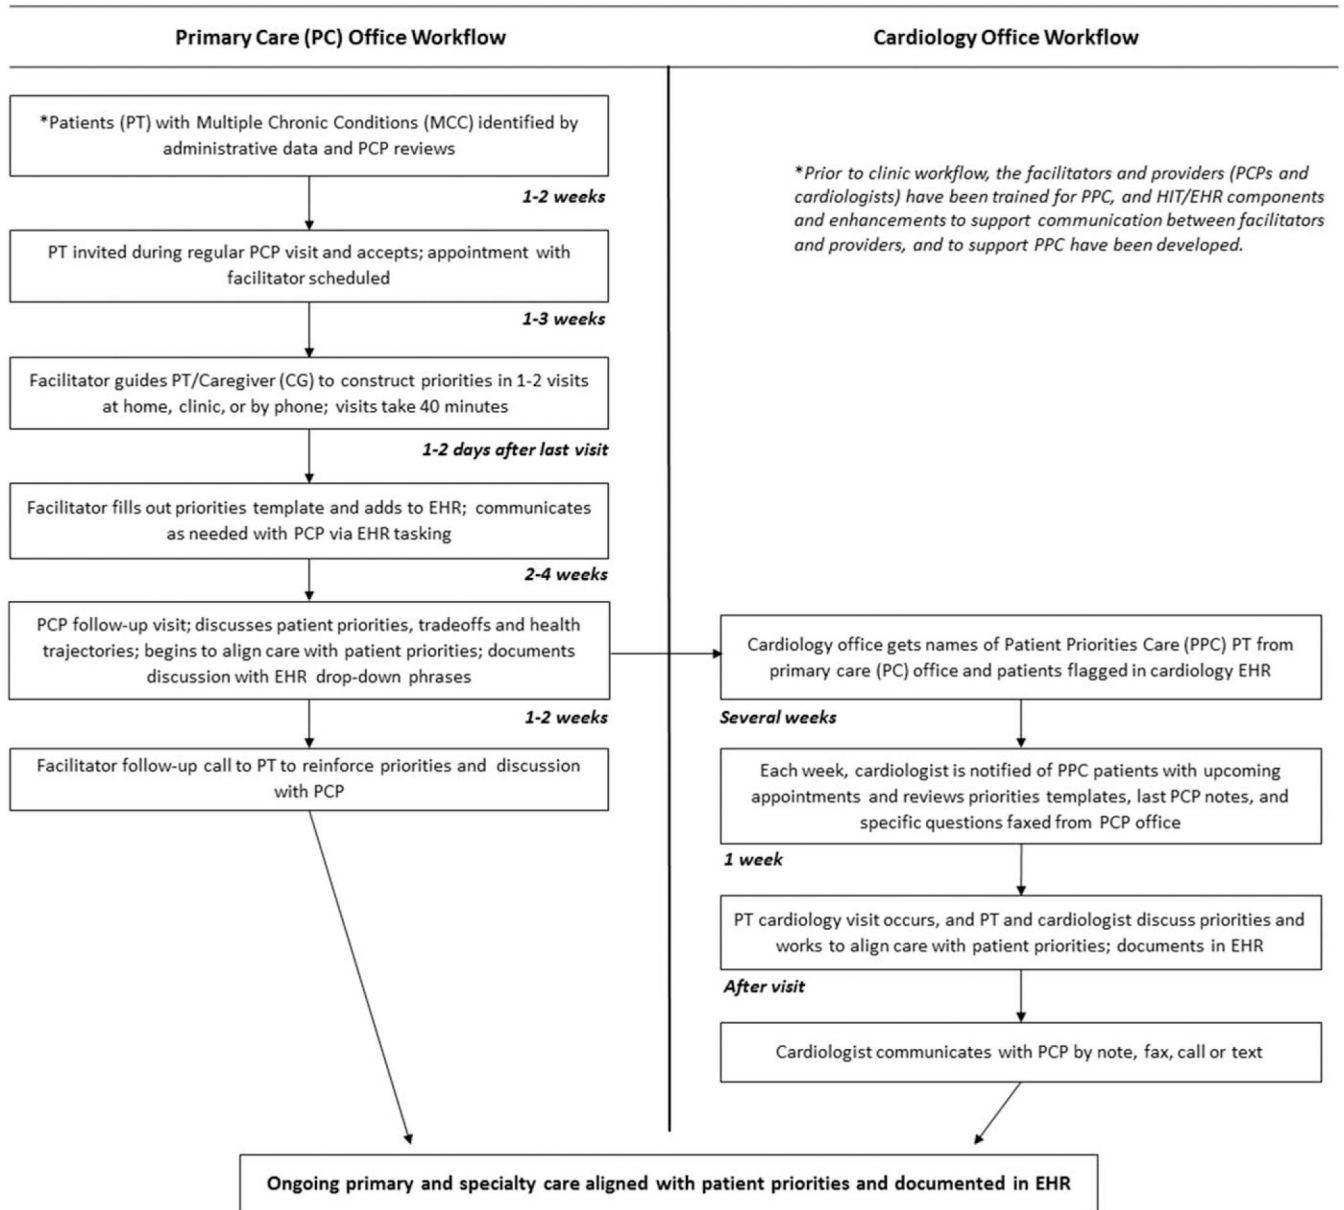 Primary Care (PC) Office Workflow
Cardiology Office Workflow
*Patients (PT) with Multiple Chronic Conditions (MCC) identified by
administrative data and PCP reviews
1-2 weeks
PT invited during regular PCP visit and accepts; appointment with
facilitator scheduled
1-3 weeks
Facilitator guides PT/Caregiver (CG) to construct priorities in 1-2 visits
at home, clinic, or by phone; visits take 40 minutes
1-2 days after last visit
Facilitator fills out priorities template and adds to EHR; communicates
as needed with PCP via EHR tasking
2-4 weeks
PCP follow-up visit; discusses patient priorities, tradeoffs and health
trajectories; begins to align care with patient priorities; documents
discussion with EHR drop-down phrases
1-2 weeks
Facilitator follow-up call to PT to reinforce priorities and discussion
with PCP
*Prior to clinic workflow, the facilitators and providers (PCPs and
cardiologists) have been trained for PPC, and HIT/EHR components
and enhancements to support communication between facilitators
and providers, and to support PPC have been developed.
Cardiology office gets names of Patient Priorities Care (PPC) PT from
primary care (PC) office and patients flagged in cardiology EHR
Several weeks
Each week, cardiologist is notified of PPC patients with upcoming
appointments and reviews priorities templates, last PCP notes, and
specific questions faxed from PCP office
1 week
PT cardiology visit occurs, and PT and cardiologist discuss priorities and
works to align care with patient priorities; documents in EHR
After visit
Cardiologist communicates with PCP by note, fax, call or text
Ongoing primary and specialty care aligned with patient priorities and documented in EHR